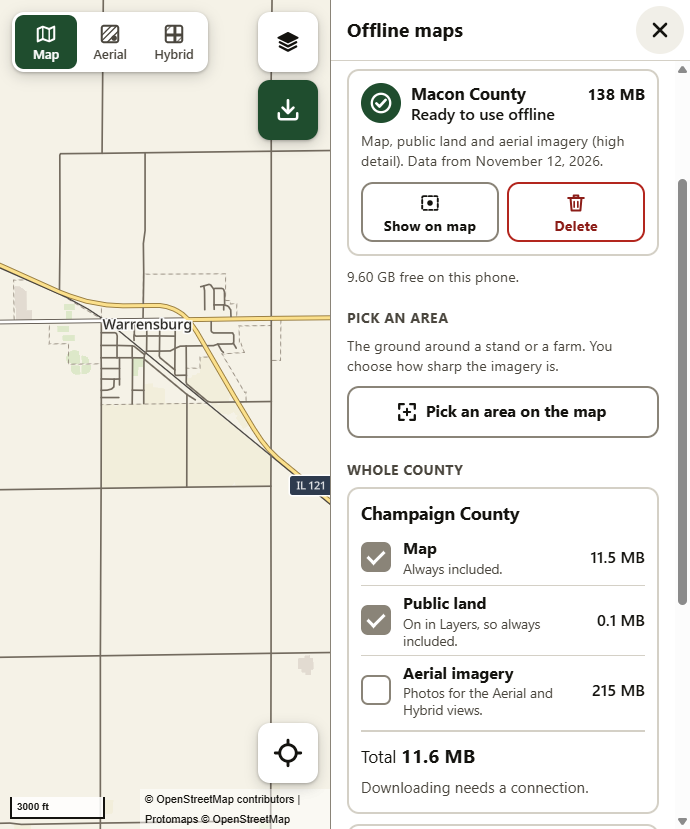 Map
Aerial
Hybrid
Warrensburg
IL 121
3000 ft
© OpenStreetMap contributors |
Protomaps © OpenStreetMap
Offline maps
Macon County
138 MB
Ready to use offline
Map, public land and aerial imagery (high
detail). Data from November 12, 2026.
Show on map
Delete
9.60 GB free on this phone.
PICK AN AREA
The ground around a stand or a farm. You
choose how sharp the imagery is.
Pick an area on the map
WHOLE COUNTY
Champaign County
Map
Always included.
11.5 MB
Public land
On in Layers, so always
included.
0.1 MB
Aerial imagery
Photos for the Aerial and
Hybrid views.
215 MB
Total 11.6 MB
Downloading needs a connection.